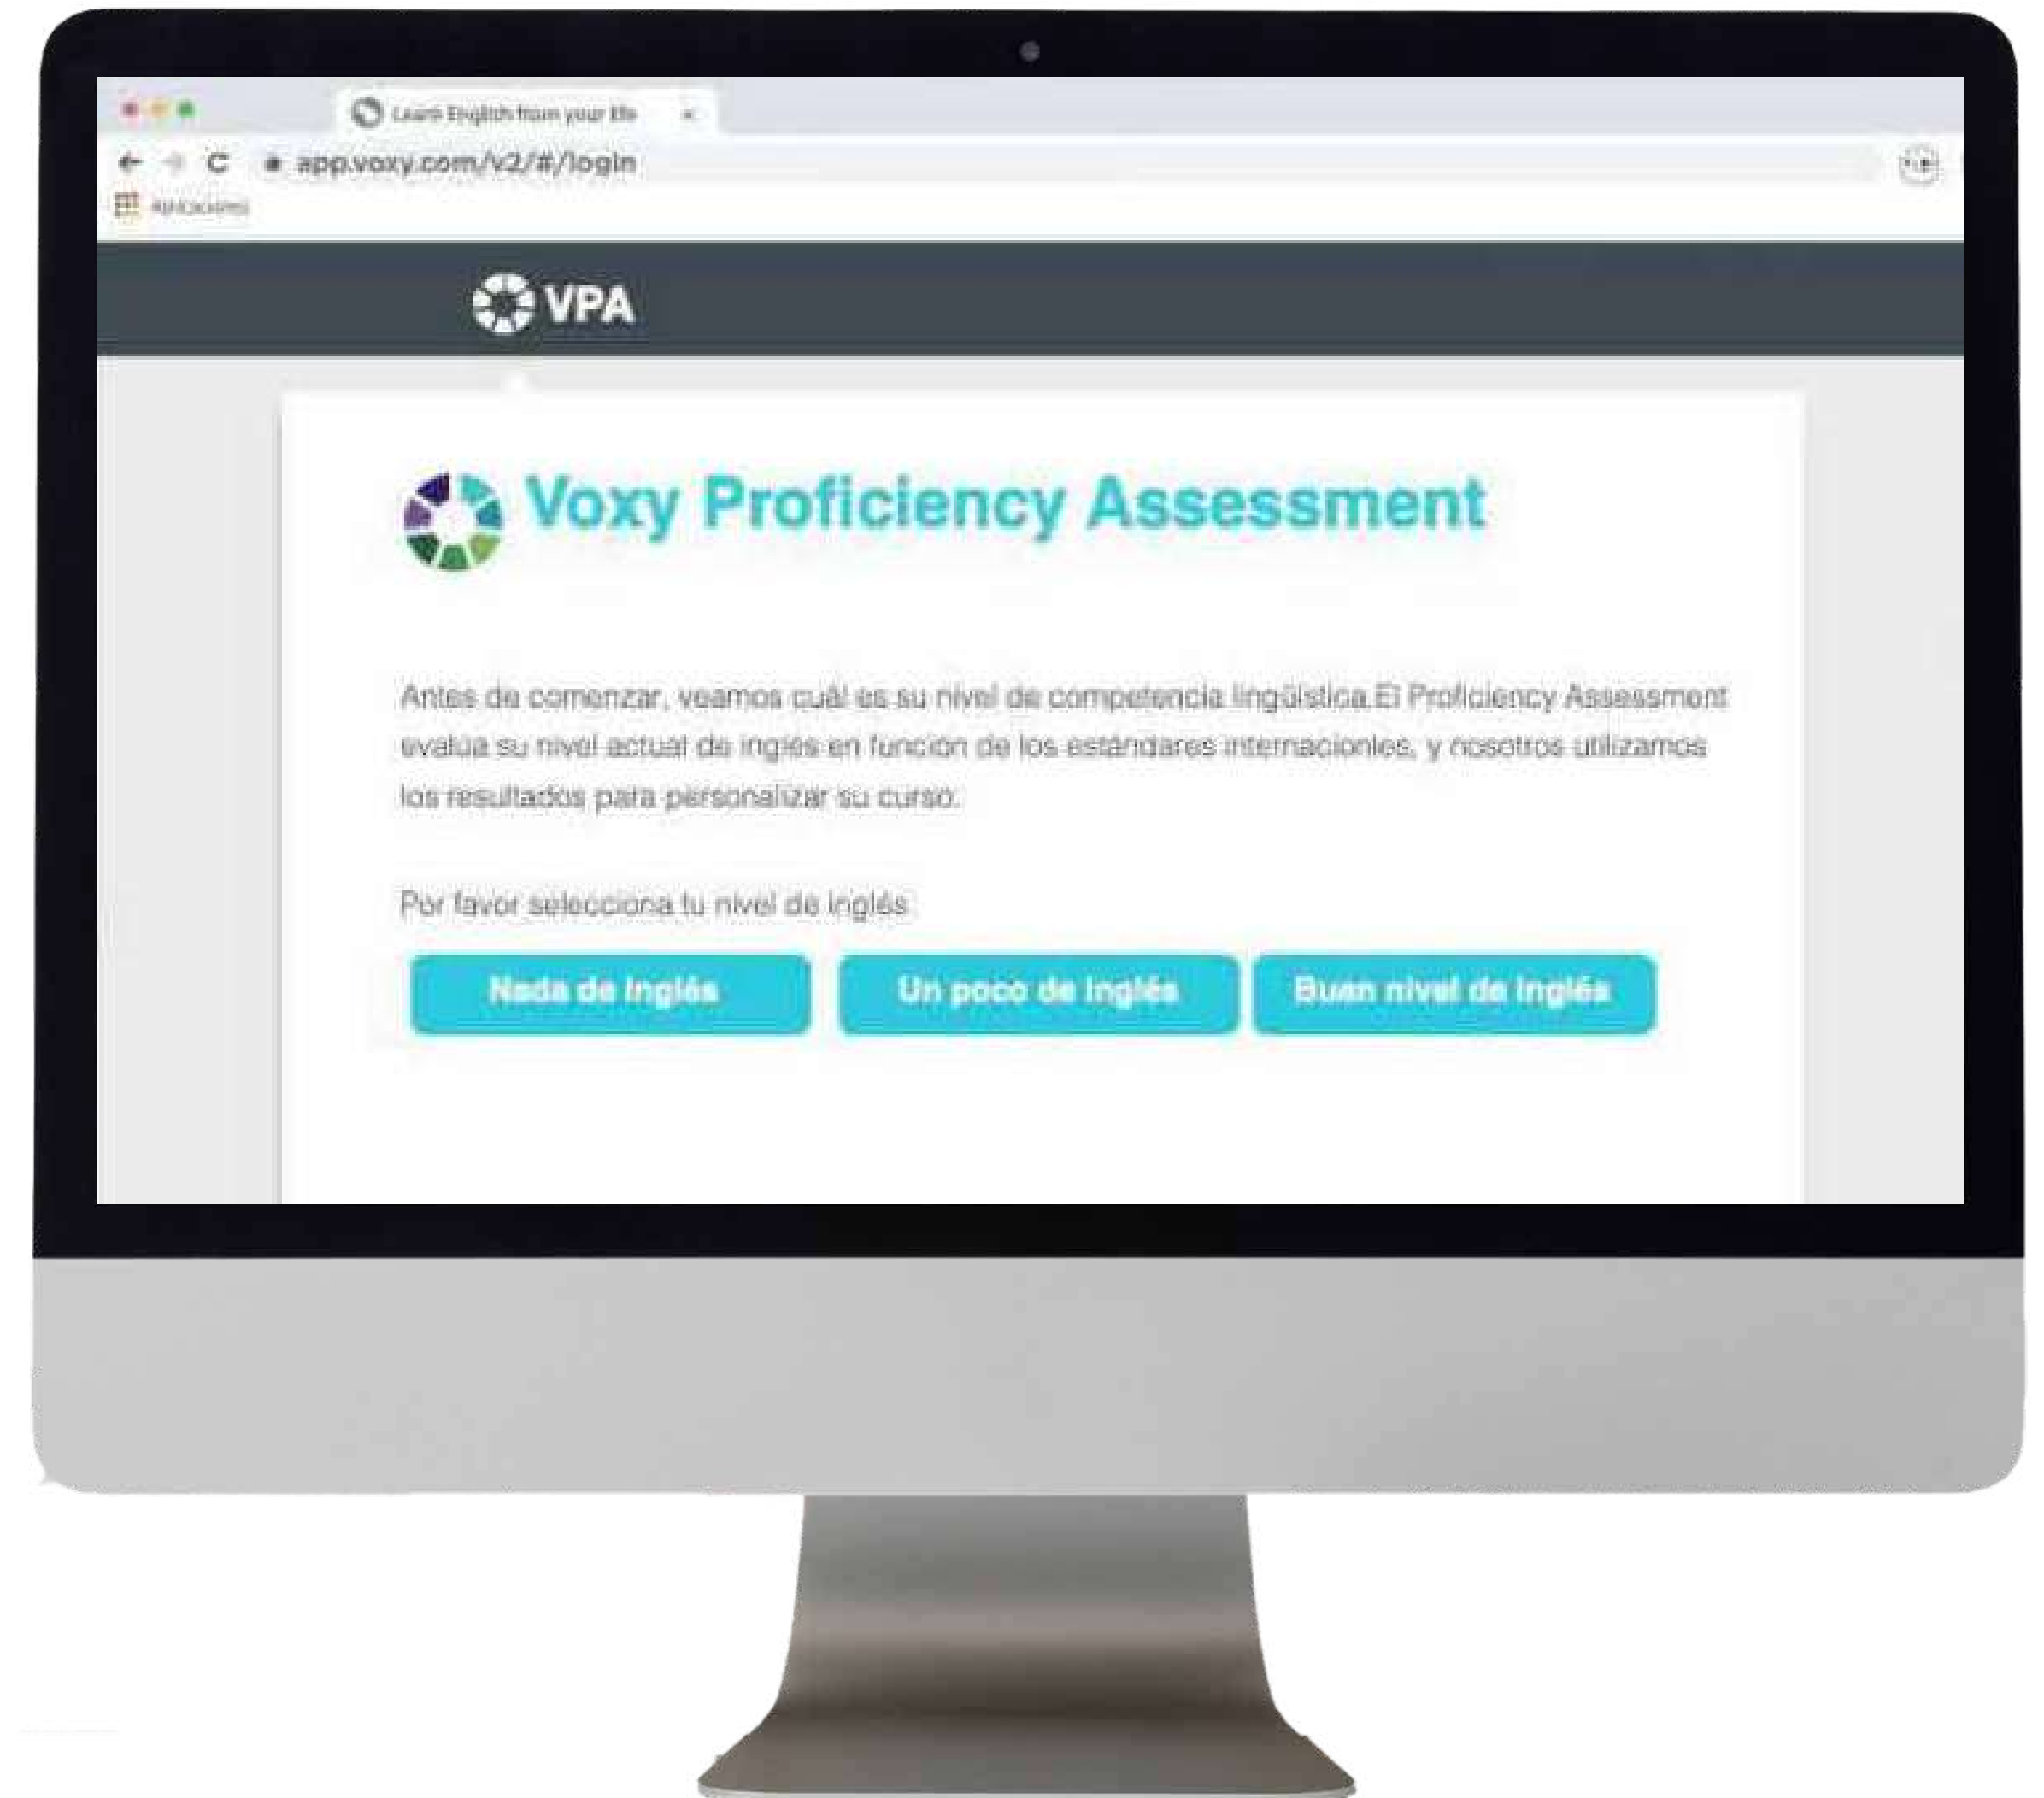 Learn English from your life
app.voxy.com/v2/#/login
Aplicaciones
VPA
Voxy Proficiency Assessment
Antes de comenzar, veamos cuál es su nivel de competencia lingüística.El Proficiency Assessment
evalúa su nivel actual de inglés en función de los estándares internacionles, y nosotros utilizamos
los resultados para personalizar su curso.
Por favor selecciona tu nivel de inglés
Nada de inglés
Un poco de inglés
Buen nivel de inglés